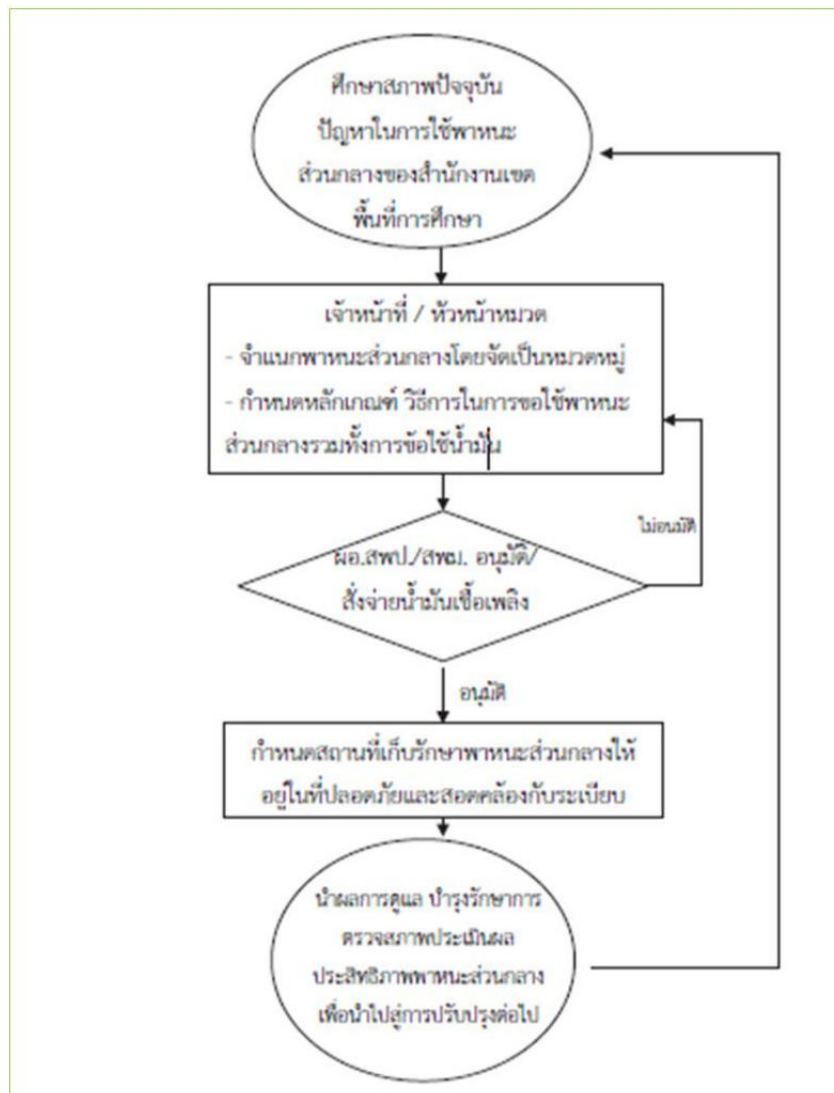 ศึกษาสภาพปัจจุบัน
ปัญหาในการใช้พาหนะ
ส่วนกลางของสำนักงานเขต
พื้นที่การศึกษา
เจ้าหน้าที่ / หัวหน้าหมวด
- จำแนกพาหนะส่วนกลางโดยจัดเป็นหมวดหมู่
- กำหนดหลักเกณฑ์ วิธีการในการขอใช้พาหนะ
ส่วนกลางรวมทั้งการข้อใช้น้ำมัน
ไม่อนมัติ
ผอ.สพป./สพม. อนุมัติ/
สั่งจ่ายน้ำมันเชื้อเพลิง
อนุมัติ
กำหนดสถานที่เก็บรักษาพาหนะส่วนกลางให้
อยู่ในที่ปลอดภัยและสอดคล้องกับระเบียบ
นำผลการดูแล บำรุงรักษาการ
ตรวจสภาพประเมินผล
ประสิทธิภาพพาหนะส่วนกลาง
เพื่อนำไปสู่การปรับปรุงต่อไป